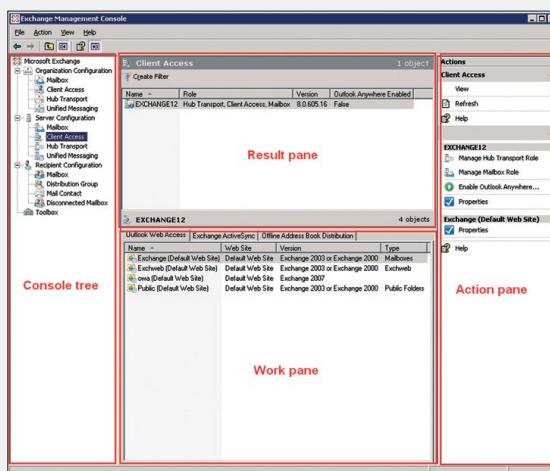 Exchange Management Console
File Action View Help
Microsoft Exchange
Organization Configuration
Mailbox
Client Access
Hub Transport
Unified Messaging
Server Configuration
Mailbox
Client Access
Hub Transport
Unified Messaging
Recipient Configuration
Mailbox
Distribution Group
Mail Contact
Disconnected Mailbox
Toolbox
Console tree
Client Access 1 object
Create Filter
Name Role Version Outlook Anywhere Enabled
EXCHANGE12 Hub Transport, Client Access, Mailbox 8.0.605.16 False
Result pane
EXCHANGE12 4 objects
Outlook Web Access Exchange ActiveSync Offline Address Book Distribution
Name Web Site Version Type
Exchange (Default Web Site) Default Web Site Exchange 2003 or Exchange 2000 Mailboxes
Exchweb (Default Web Site) Default Web Site Exchange 2003 or Exchange 2000 Exchweb
owa (Default Web Site) Default Web Site Exchange 2007
Public (Default Web Site) Default Web Site Exchange 2003 or Exchange 2000 Public Folders
Work pane
Actions
Client Access
View
Refresh
Help
EXCHANGE12
Manage Hub Transport Role
Manage Mailbox Role
Enable Outlook Anywhere...
Properties
Exchange (Default Web Site)
Properties
Help
Action pane